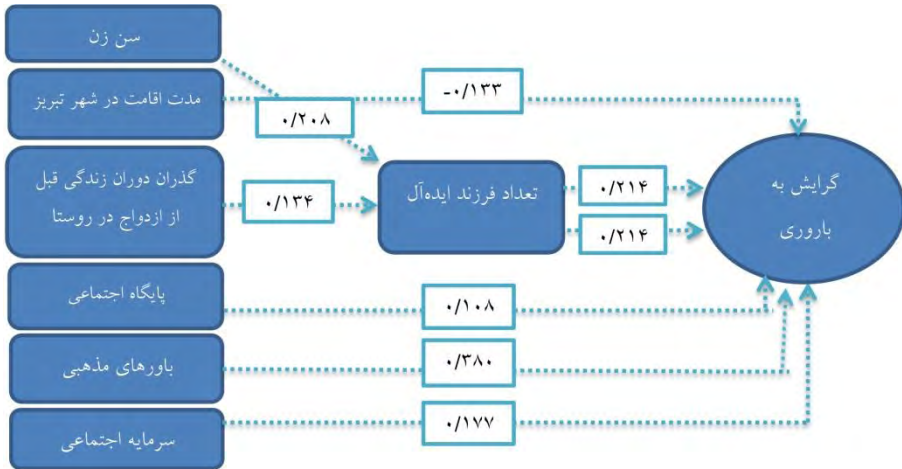 سن زن
مدت اقامت در شهر تبریز
-۰/۱۳۳
۰/۲۰۸
گذران دوران زندگی قبل
از ازدواج در روستا
۰/۱۳۴
تعداد فرزند ایده‌آل
۰/۲۱۴
۰/۲۱۴
گرایش به
باروری
پایگاه اجتماعی
۰/۱۰۸
باورهای مذهبی
۰/۳۸۰
سرمایه اجتماعی
۰/۱۷۷